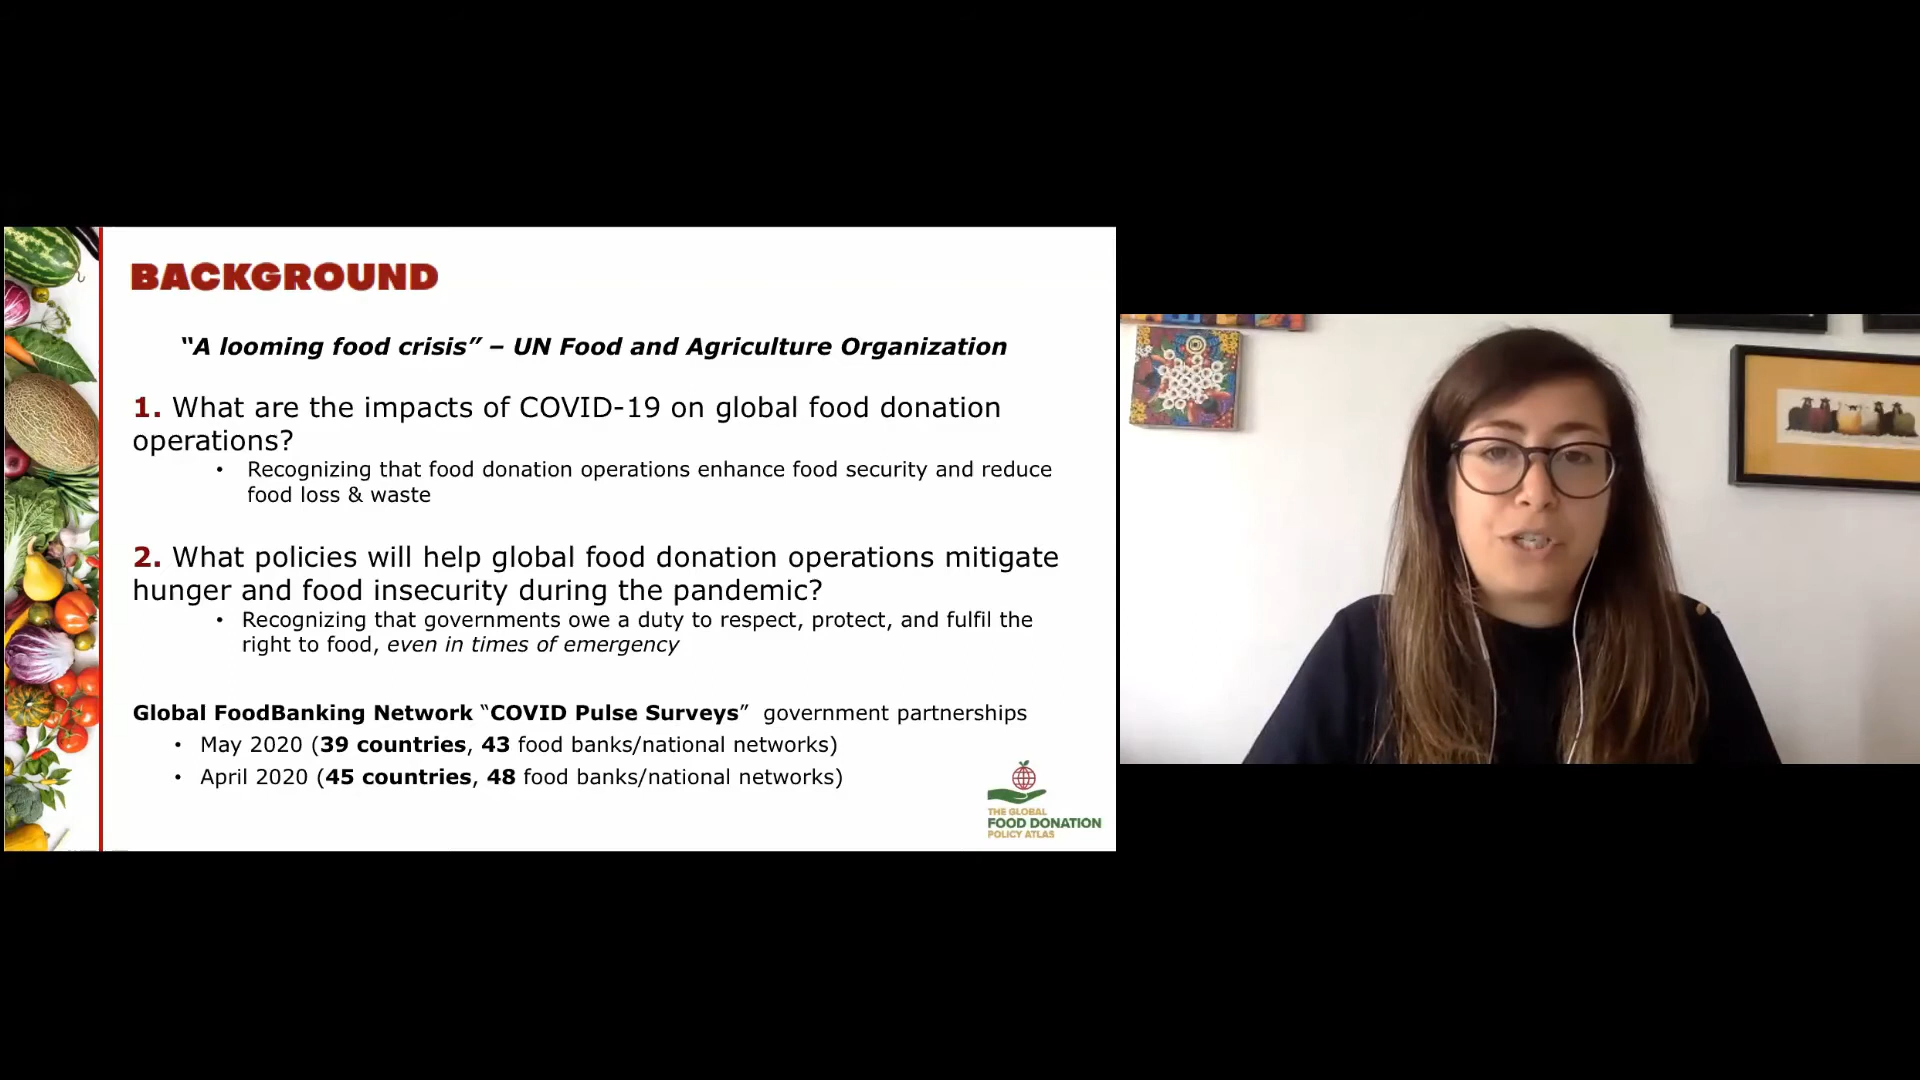 BACKGROUND
“A looming food crisis” – UN Food and Agriculture Organization
1. What are the impacts of COVID-19 on global food donation
operations?
• Recognizing that food donation operations enhance food security and reduce
food loss & waste
2. What policies will help global food donation operations mitigate
hunger and food insecurity during the pandemic?
• Recognizing that governments owe a duty to respect, protect, and fulfil the
right to food, even in times of emergency
Global FoodBanking Network “COVID Pulse Surveys” government partnerships
• May 2020 (39 countries, 43 food banks/national networks)
• April 2020 (45 countries, 48 food banks/national networks)
THE GLOBAL
FOOD DONATION
POLICY ATLAS